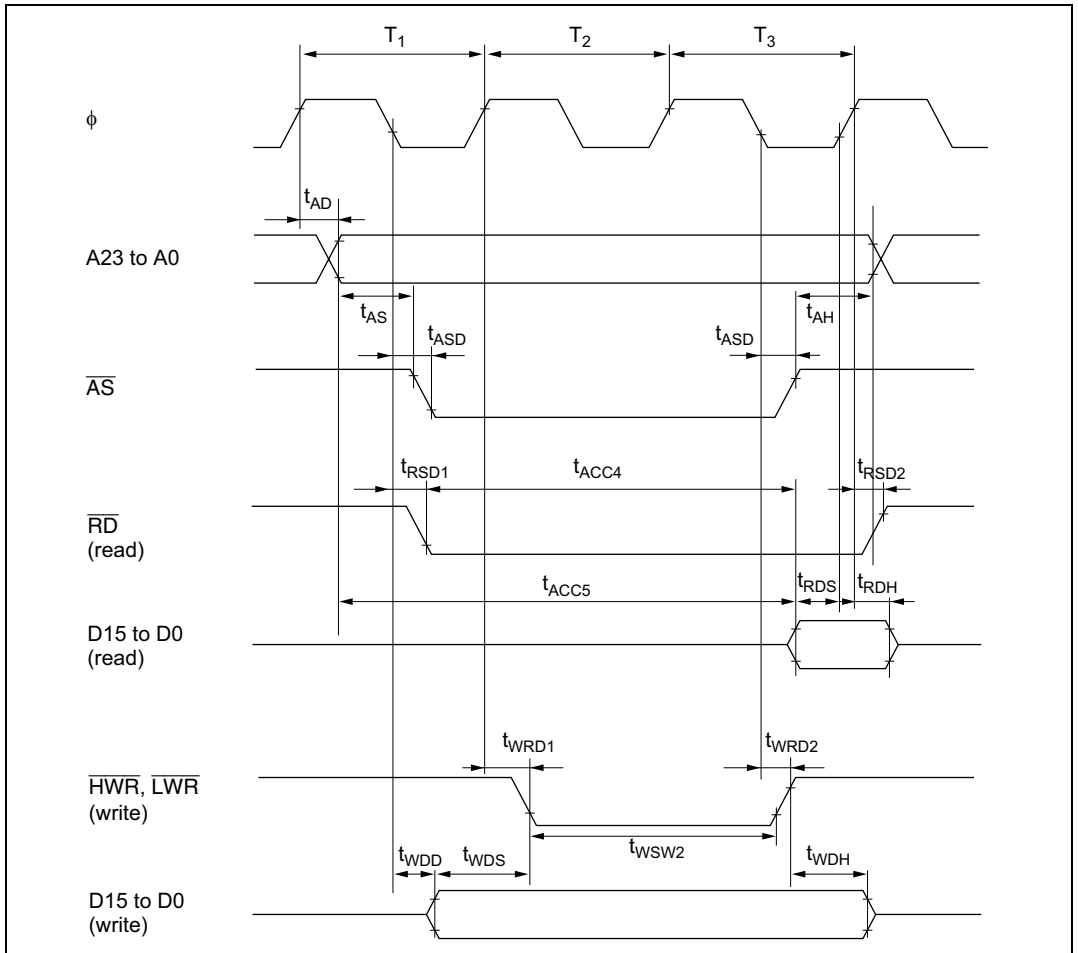 T1 T2 T3
ϕ
tAD
A23 to A0
tAS tAH
tASD tASD
AS
tRSD1 tACC4 tRSD2
RD
(read)
tACC5 tRDS tRDH
D15 to D0
(read)
tWRD1 tWRD2
HWR, LWR
(write)
tWSW2
tWDD tWDS tWDH
D15 to D0
(write)